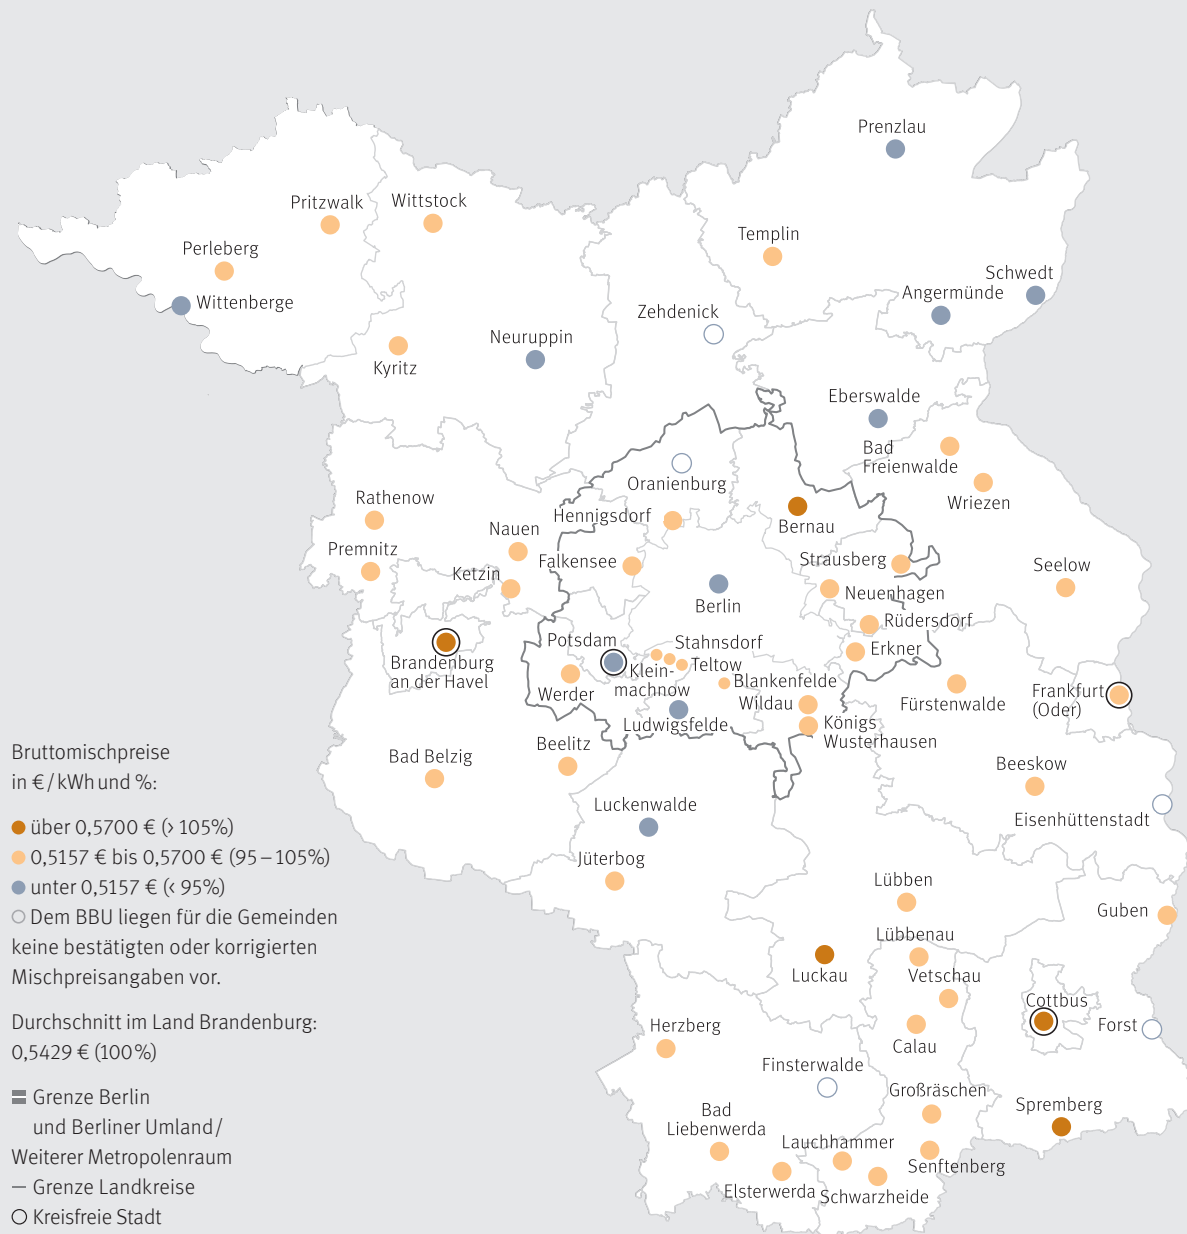 Prenzlau
Pritzwalk
Wittstock
Templin
Perleberg
Schwedt
Angermünde
Wittenberge
Zehdenick
Neuruppin
Kyritz
Eberswalde
Bad
Freienwalde
Oranienburg
Rathenow
Wriezen
Hennigsdorf
Nauen
Bernau
Premnitz
Falkensee
Strausberg
Seelow
Ketzin
Neuenhagen
Berlin
Rüdersdorf
Potsdam
Stahnsdorf
Erkner
Brandenburg
an der Havel
Klein-
machnow
Teltow
Blankenfelde
Werder
Wildau
Fürstenwalde
Frankfurt
(Oder)
Ludwigsfelde
Königs
Wusterhausen
Beelitz
Bad Belzig
Beeskow
Luckenwalde
Eisenhüttenstadt
Jüterbog
Lübben
Guben
Lübbenau
Luckau
Vetschau
Cottbus
Herzberg
Forst
Calau
Finsterwalde
Großräschen
Spremberg
Bad
Liebenwerda
Lauchhammer
Senftenberg
Elsterwerda
Schwarzheide
Bruttomischpreise
in €/kWh und %:
über 0,5700 € (> 105%)
0,5157 € bis 0,5700 € (95–105%)
unter 0,5157 € (< 95%)
Dem BBU liegen für die Gemeinden
keine bestätigten oder korrigierten
Mischpreisangaben vor.
Durchschnitt im Land Brandenburg:
0,5429 € (100%)
Grenze Berlin
und Berliner Umland/
Weiterer Metropolenraum
Grenze Landkreise
Kreisfreie Stadt